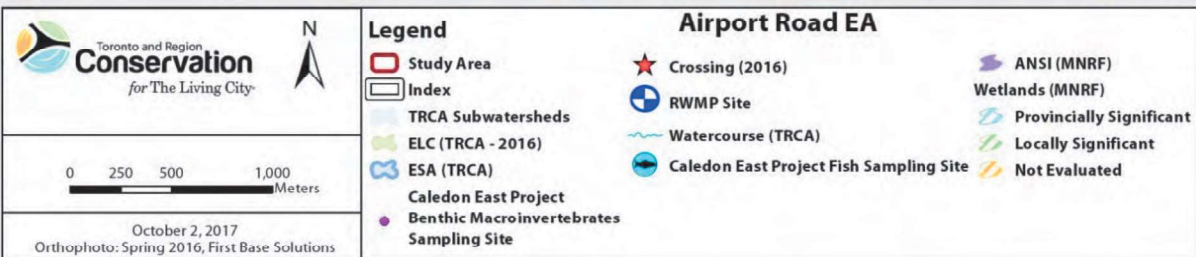 Toronto and Region
Conservation
for The Living City
N
0 250 500 1,000
Meters
October 2, 2017
Orthophoto: Spring 2016, First Base Solutions
Airport Road EA
Legend
Study Area
Index
TRCA Subwatersheds
ELC (TRCA - 2016)
ESA (TRCA)
Caledon East Project
Benthic Macroinvertebrates
Sampling Site
Crossing (2016)
RWMP Site
Watercourse (TRCA)
Caledon East Project Fish Sampling Site
ANSI (MNRF)
Wetlands (MNRF)
Provincially Significant
Locally Significant
Not Evaluated